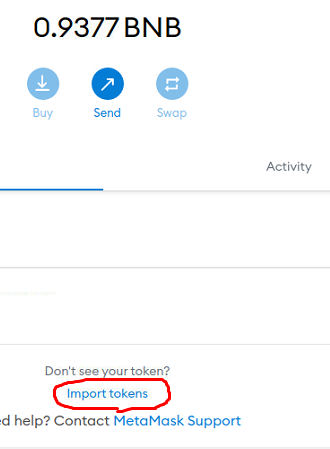 0.9377 BNB
Buy Send Swap
Activity
Don't see your token?
Import tokens
ed help? Contact MetaMask Support